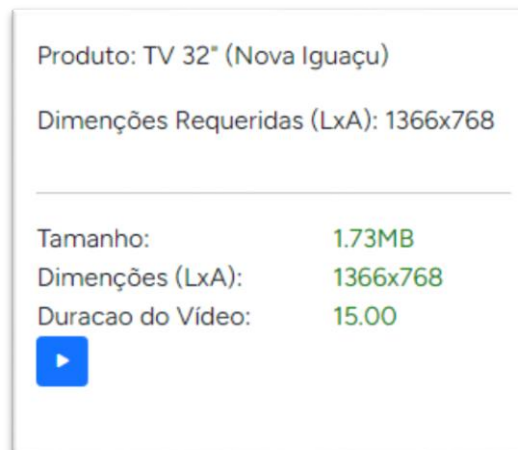 Produto: TV 32" (Nova Iguaçu)
Dimenções Requeridas (LxA): 1366x768
Tamanho: 1.73MB
Dimenções (LxA): 1366x768
Duracao do Vídeo: 15.00